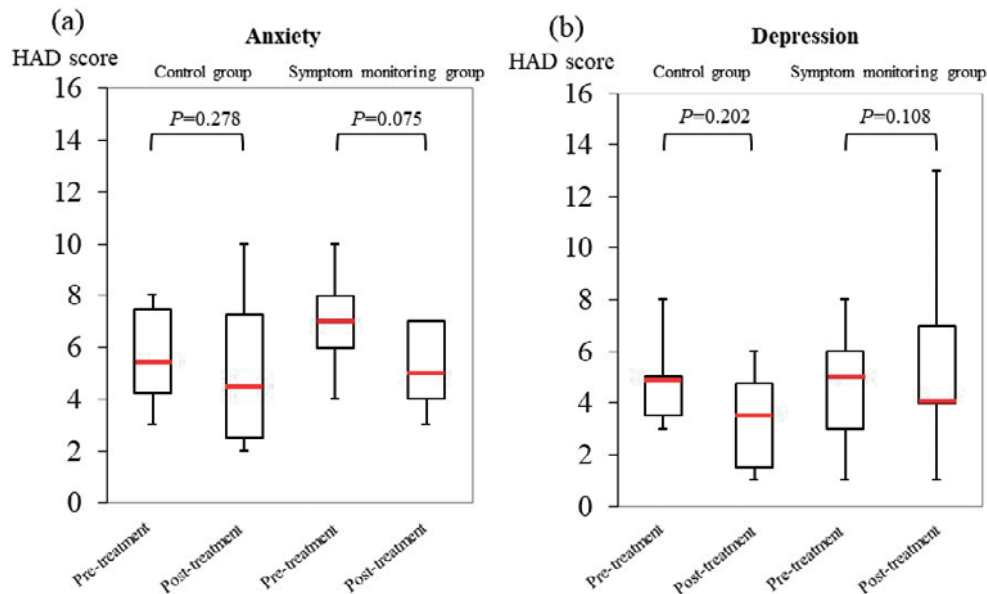 (a)
Anxiety
HAD score
Control group
Symptom monitoring group
16
14
12
10
8
6
4
2
0
P=0.278
P=0.075
Pre-treatment
Post-treatment
Pre-treatment
Post-treatment
(b)
Depression
HAD score
Control group
Symptom monitoring group
16
14
12
10
8
6
4
2
0
P=0.202
P=0.108
Pre-treatment
Post-treatment
Pre-treatment
Post-treatment